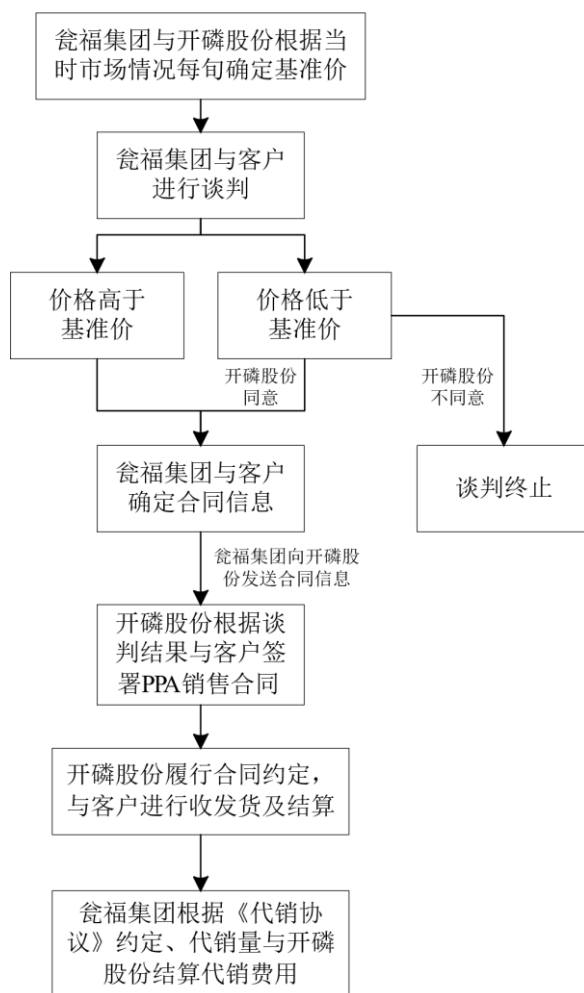 瓮福集团与开磷股份根据当
时市场情况每旬确定基准价
瓮福集团与客户
进行谈判
价格高于
基准价
价格低于
基准价
开磷股份
同意
开磷股份
不同意
瓮福集团与客户
确定合同信息
谈判终止
瓮福集团向开磷股
份发送合同信息
开磷股份根据谈
判结果与客户签
署PPA销售合同
开磷股份履行合同约定，
与客户进行收发货及结算
瓮福集团根据《代销协
议》约定、代销量与开磷
股份结算代销费用